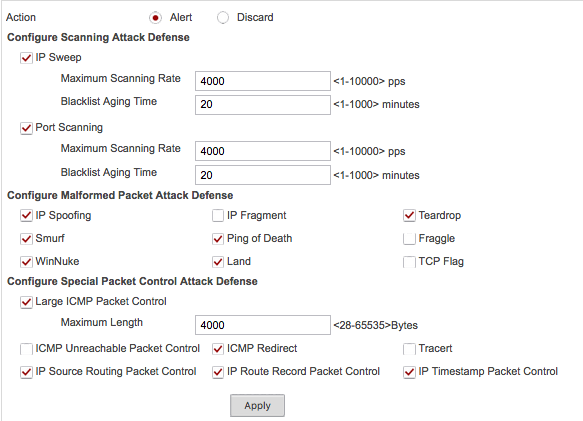 Action Alert Discard
Configure Scanning Attack Defense
IP Sweep
Maximum Scanning Rate 4000 <1-10000> pps
Blacklist Aging Time 20 <1-1000> minutes
Port Scanning
Maximum Scanning Rate 4000 <1-10000> pps
Blacklist Aging Time 20 <1-1000> minutes
Configure Malformed Packet Attack Defense
IP Spoofing IP Fragment Teardrop
Smurf Ping of Death Fraggle
WinNuke Land TCP Flag
Configure Special Packet Control Attack Defense
Large ICMP Packet Control
Maximum Length 4000 <28-65535>Bytes
ICMP Unreachable Packet Control ICMP Redirect Tracert
IP Source Routing Packet Control IP Route Record Packet Control IP Timestamp Packet Control
Apply